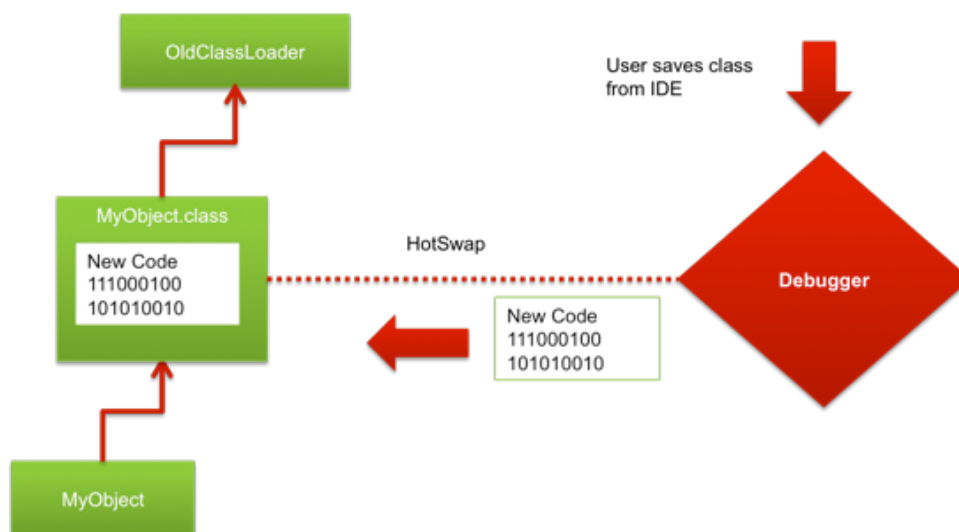 OldClassLoader
User saves class
from IDE
MyObject.class
New Code
111000100
101010010
HotSwap
Debugger
New Code
111000100
101010010
MyObject